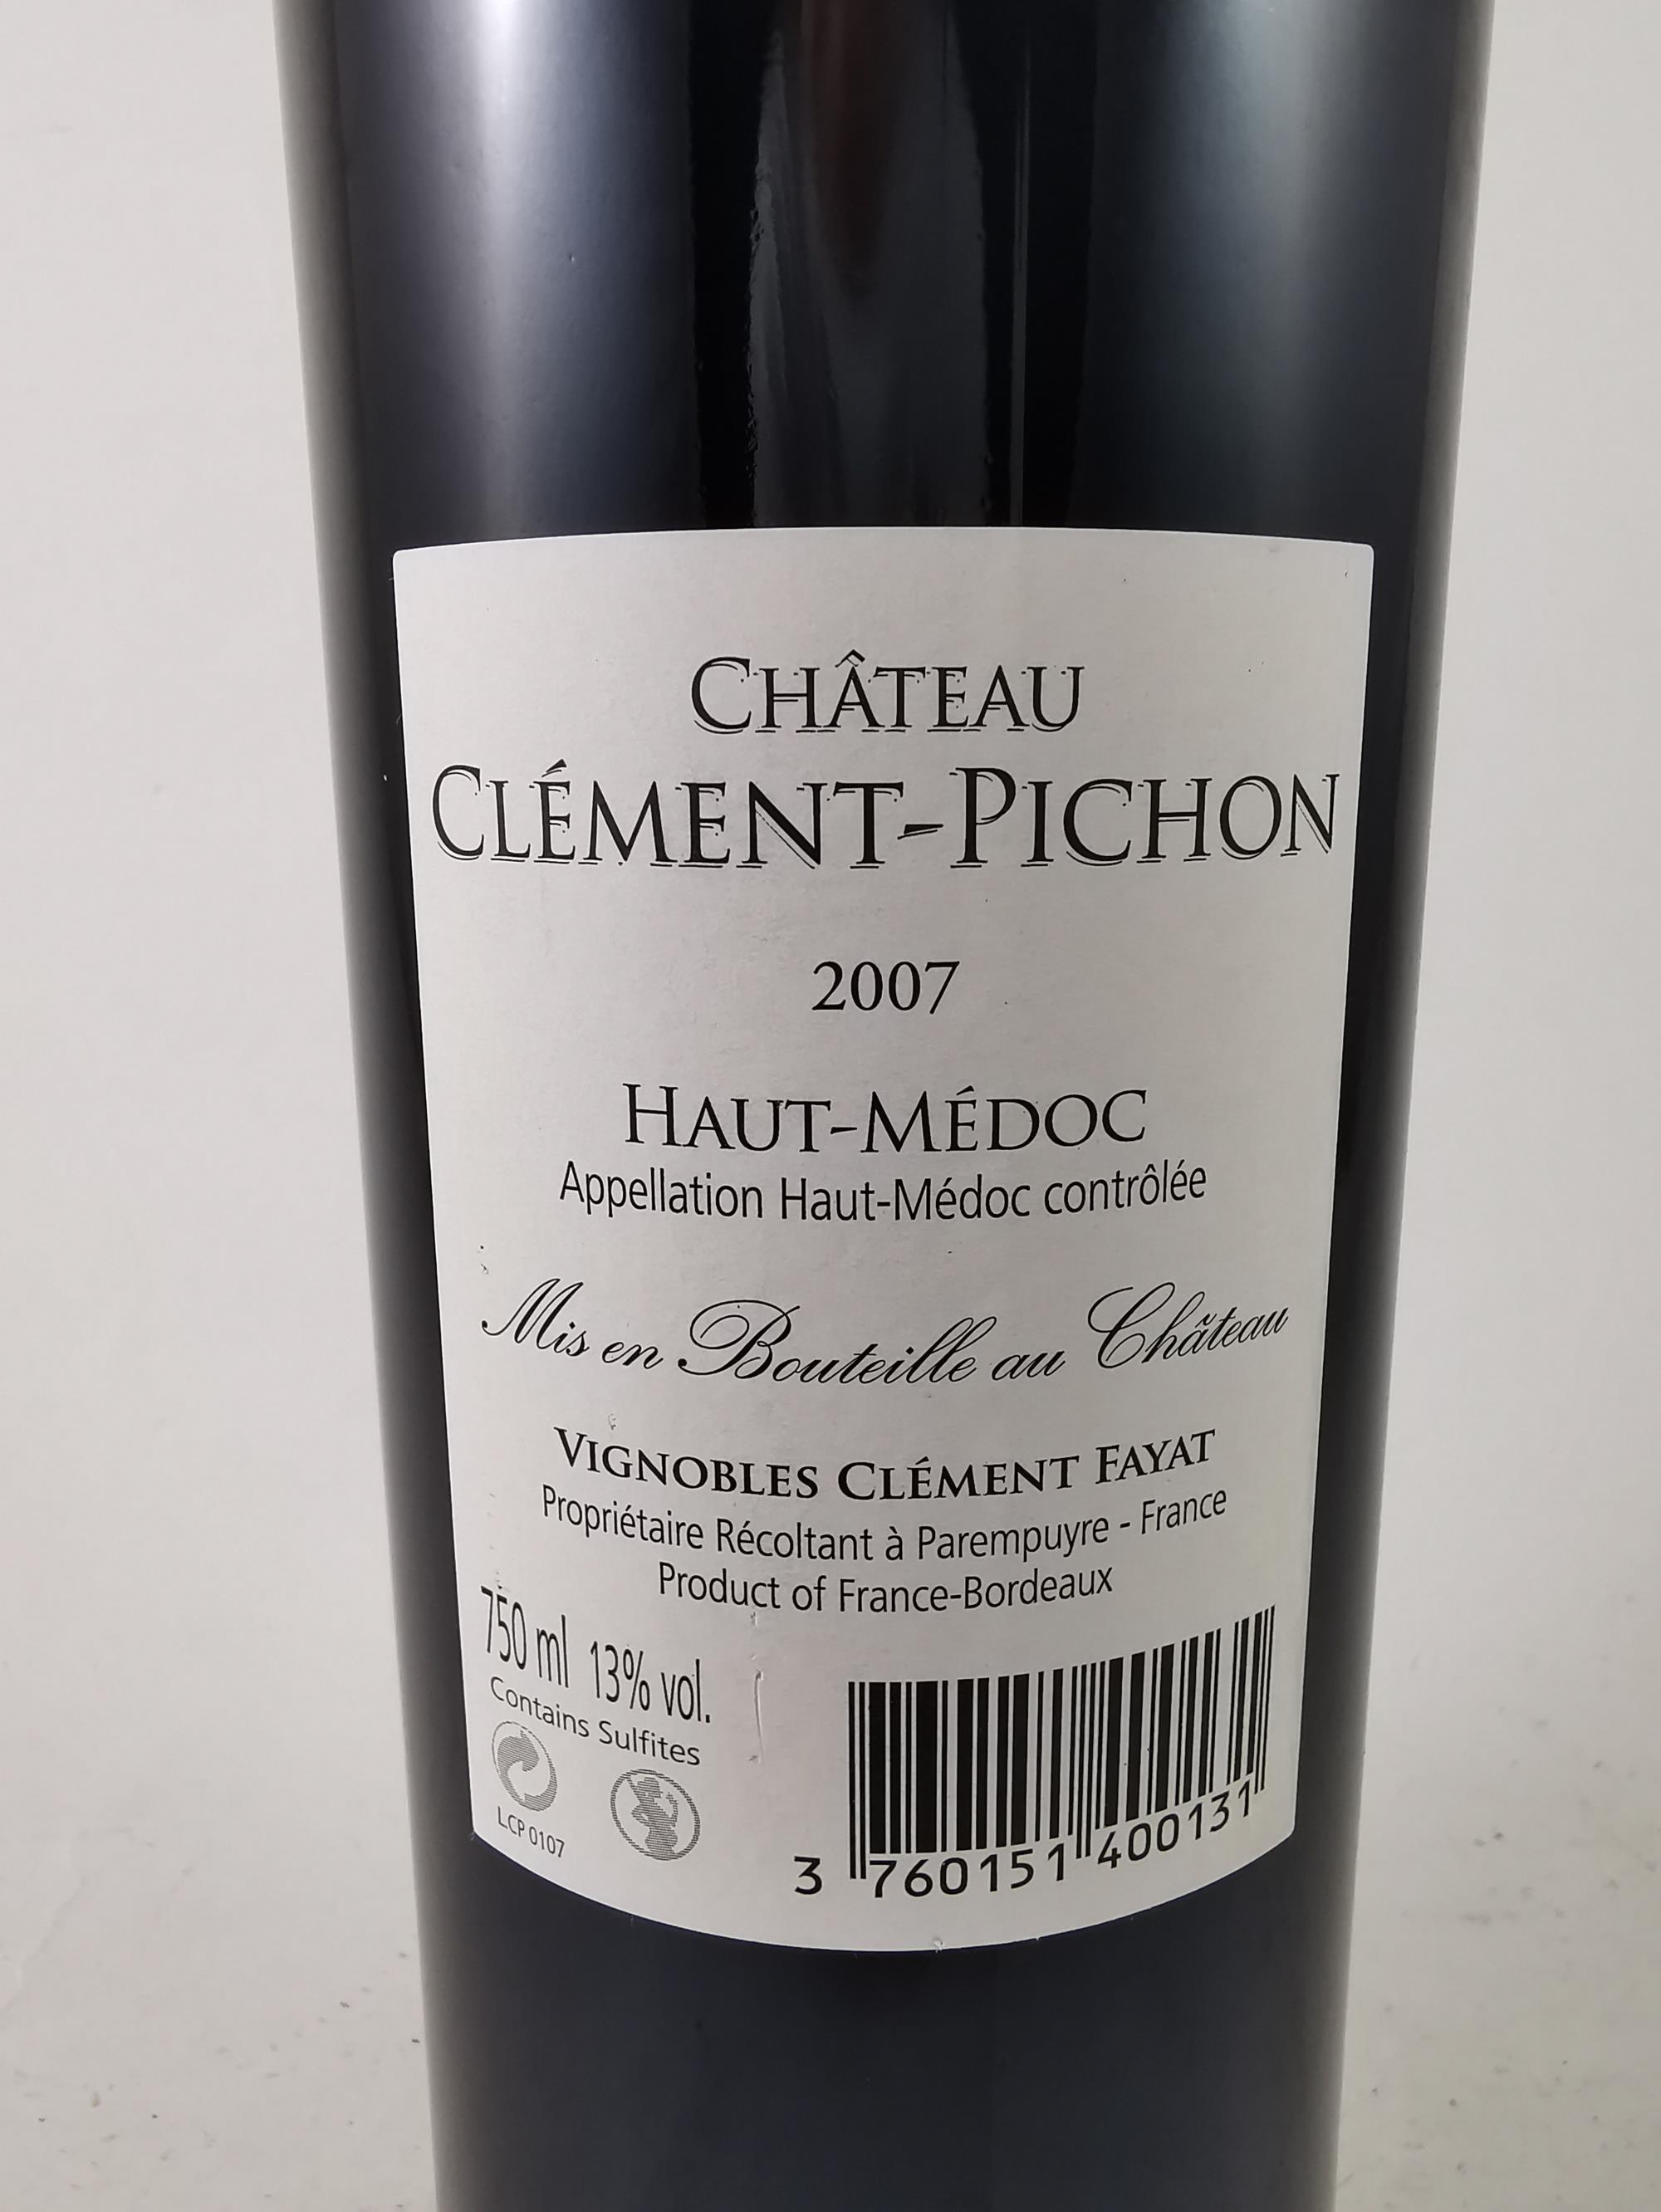 CHÂTEAU
CLÉMENT-PICHON
2007
HAUT-MÉDOC
Appellation Haut-Médoc contrôlée
Mis en Bouteille au Château
VIGNOBLES CLÉMENT FAYAT
Propriétaire Récoltant à Parempuyre - France
Product of France-Bordeaux
750 ml 13% vol.
Contains Sulfites
LCP 0107
3 760151 400131